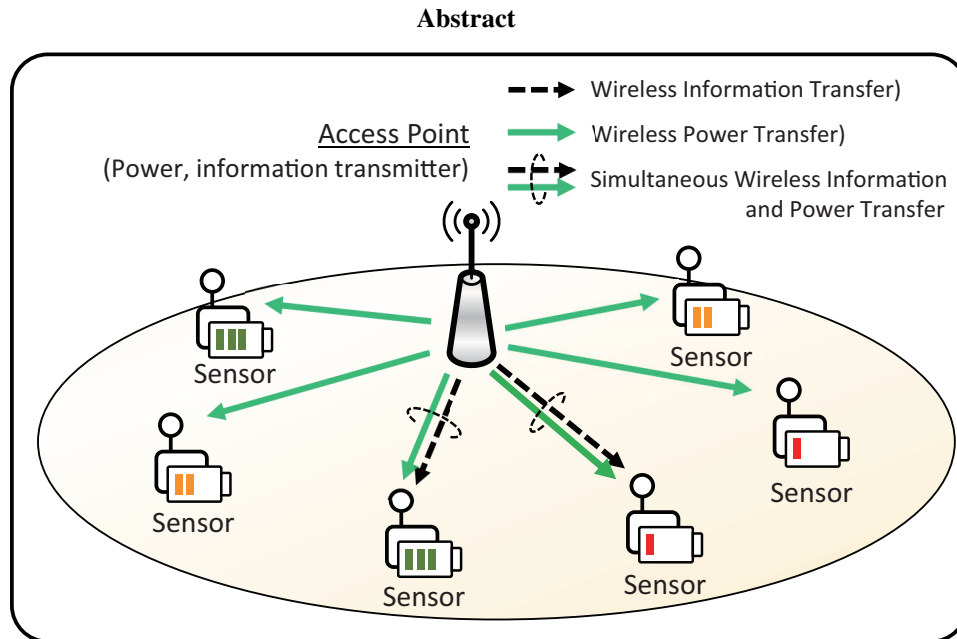 Abstract
Wireless Information Transfer)
Access Point
Wireless Power Transfer)
(Power, information transmitter)
Simultaneous Wireless Information
and Power Transfer
Sensor
Sensor
Sensor
Sensor
Sensor
Sensor